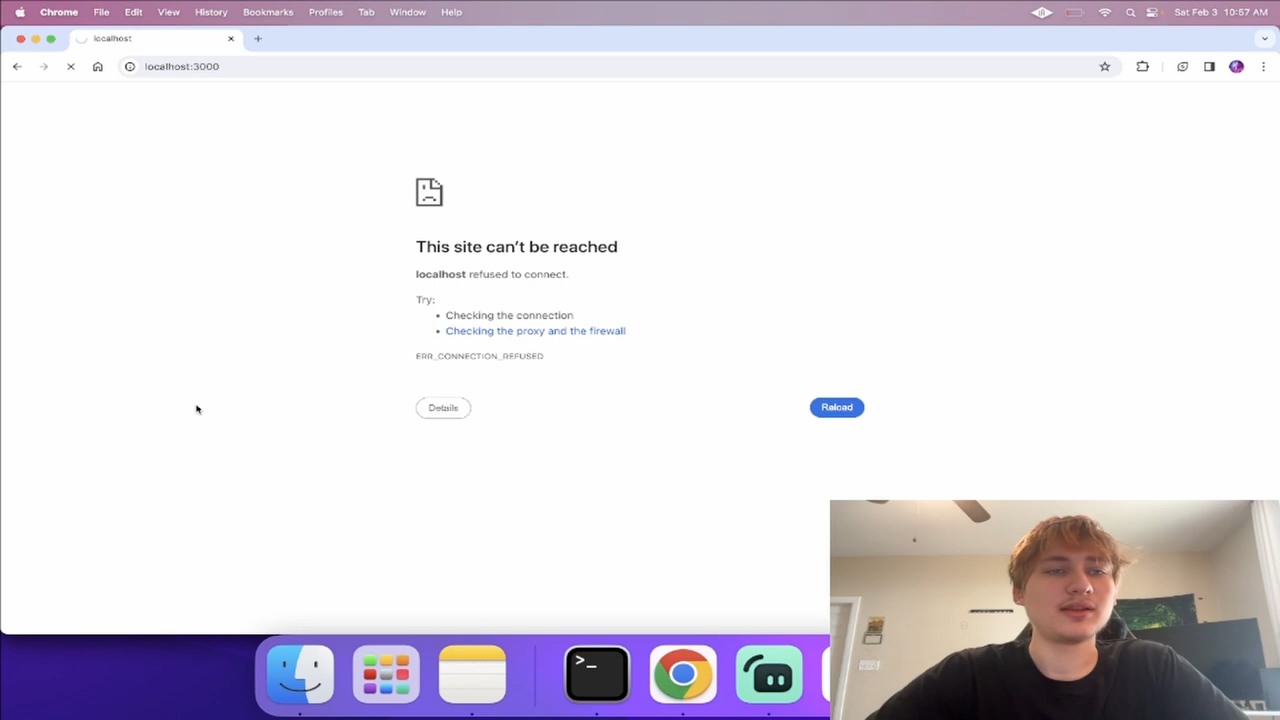 Chrome File Edit View History Bookmarks Profiles Tab Window Help Sat Feb 3 10:57 AM
localhost
localhost:3000
This site can't be reached
localhost refused to connect.
Try:
• Checking the connection
• Checking the proxy and the firewall
ERR_CONNECTION_REFUSED
Details Reload
>_